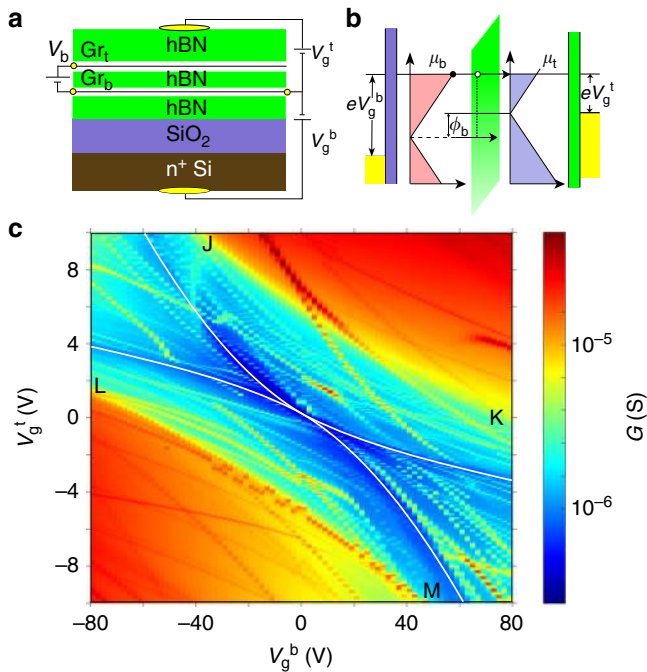 a
hBN
Gr_t
V_b
hBN
Gr_b
hBN
SiO₂
n⁺ Si
V_g^t
V_g^b
b
μ_b
μ_t
eV_g^b
eV_g^t
ϕ_b
c
J
K
L
M
8
4
0
−4
−8
V_g^t (V)
−80
−40
0
40
80
V_g^b (V)
10⁻⁵
10⁻⁶
G (S)